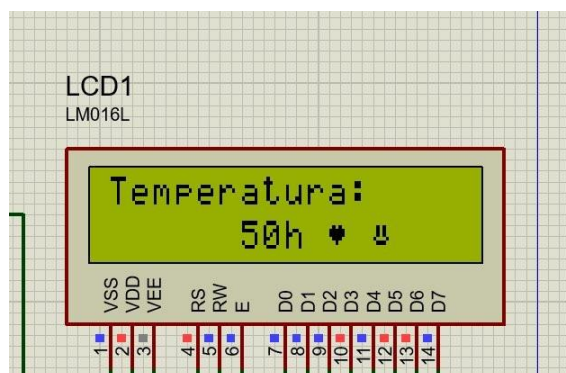 LCD1
LM016L
Temperatura:
50h ♥
VSS VDD VEE RS RW E D0 D1 D2 D3 D4 D5 D6 D7
1 2 3 4 5 6 7 8 9 10 11 12 13 14